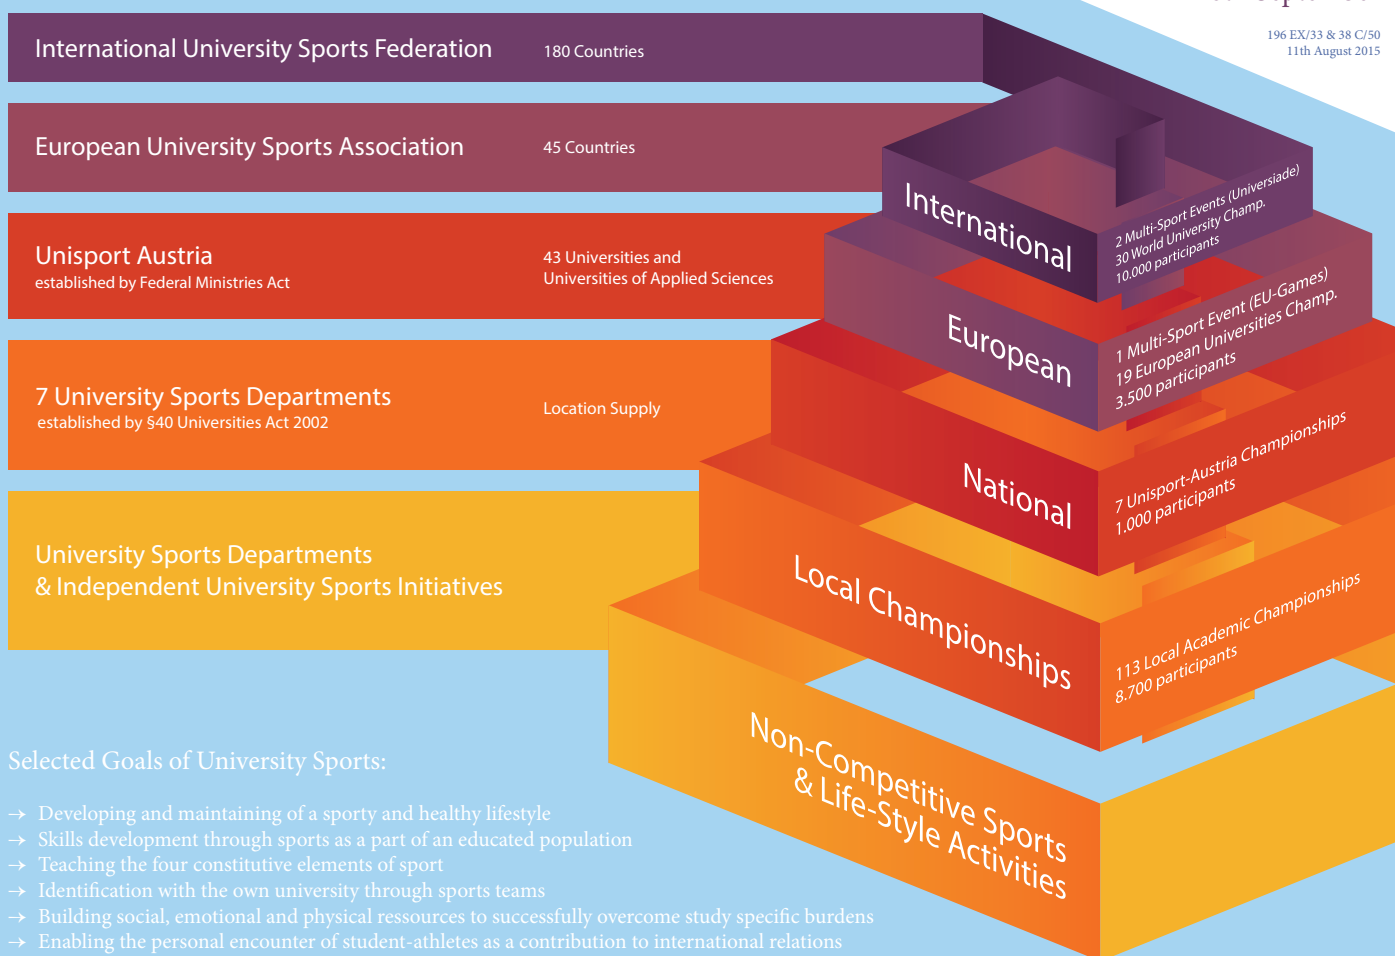 196 EX/33 & 38 C/50
11th August 2015
International University Sports Federation
180 Countries
European University Sports Association
45 Countries
Unisport Austria
established by Federal Ministries Act
43 Universities and
Universities of Applied Sciences
7 University Sports Departments
established by §40 Universities Act 2002
Location Supply
University Sports Departments
& Independent University Sports Initiatives
International
2 Multi-Sport Events (Universiade)
30 World University Champ.
10.000 participants
European
1 Multi-Sport Event (EU-Games)
19 European Universities Champ.
3.500 participants
National
7 Unisport-Austria Championships
1.000 participants
Local Championships
113 Local Academic Championships
8.700 participants
Non-Competitive Sports
& Life-Style Activities
Selected Goals of University Sports:
→ Developing and maintaining of a sporty and healthy lifestyle
→ Skills development through sports as a part of an educated population
→ Teaching the four constitutive elements of sport
→ Identification with the own university through sports teams
→ Building social, emotional and physical ressources to successfully overcome study specific burdens
→ Enabling the personal encounter of student-athletes as a contribution to international relations